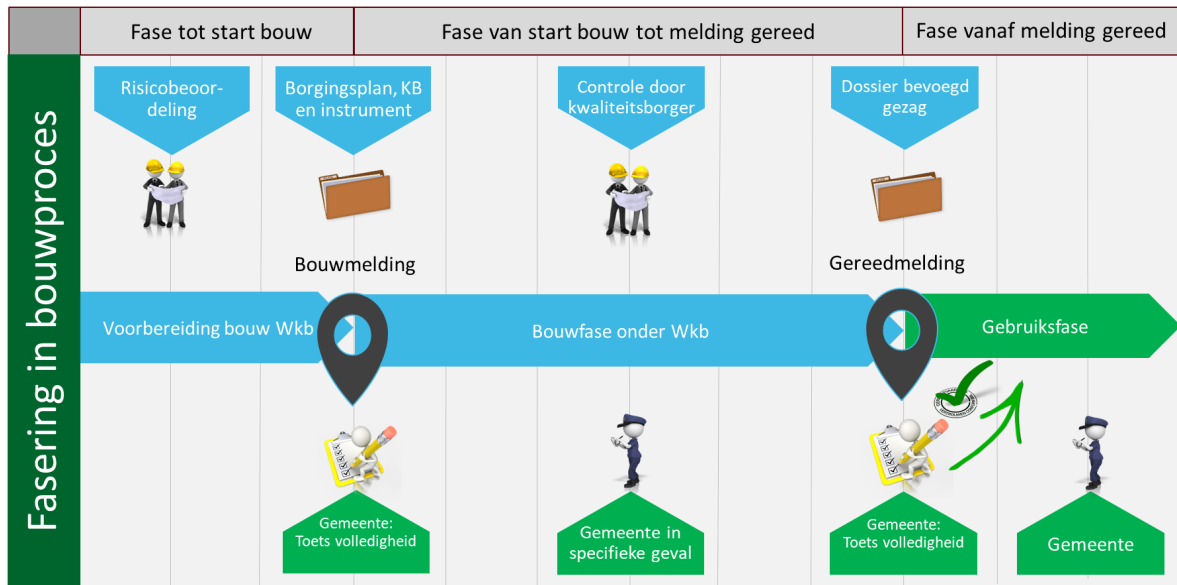 Fase tot start bouw
Fase van start bouw tot melding gereed
Fase vanaf melding gereed
Fasering in bouwproces
Risicobeoor-
deling
Borgingsplan, KB
en instrument
Controle door
kwaliteitsborger
Dossier bevoegd
gezag
Bouwmelding
Gereedmelding
Voorbereiding bouw Wkb
Bouwfase onder Wkb
Gebruiksfase
Gemeente:
Toets volledigheid
Gemeente in
specifieke geval
Gemeente:
Toets volledigheid
Gemeente